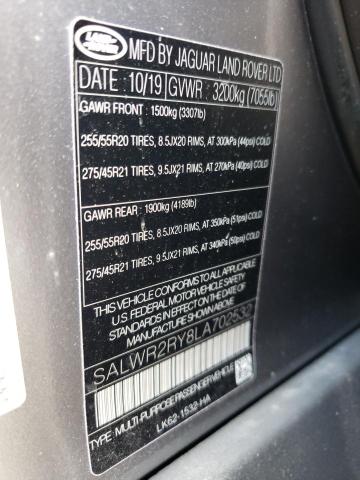 LAND ROVER
MFD BY JAGUAR LAND ROVER LTD
DATE: 10/19 GVWR : 3200kg (7055lb)
GAWR FRONT : 1500kg (3307lb)
255/55R20 TIRES, 8.5JX20 RIMS, AT 300kPa (44psi) COLD
275/45R21 TIRES, 9.5JX21 RIMS, AT 270kPa (40psi) COLD
GAWR REAR : 1900kg (4189lb)
255/55R20 TIRES, 8.5JX20 RIMS, AT 350kPa (51psi) COLD
275/45R21 TIRES, 9.5JX21 RIMS, AT 340kPa (50psi) COLD
THIS VEHICLE CONFORMS TO ALL APPLICABLE
U.S. FEDERAL MOTOR VEHICLE SAFETY, BUMPER
AND THEFT PREVENTION STANDARDS IN EFFECT
ON THE DATE OF MANUFACTURE SHOWN ABOVE.
SALWR2RY8LA702532
TYPE: MULTI-PURPOSE PASSENGER VEHICLE
LK62-1532-HA